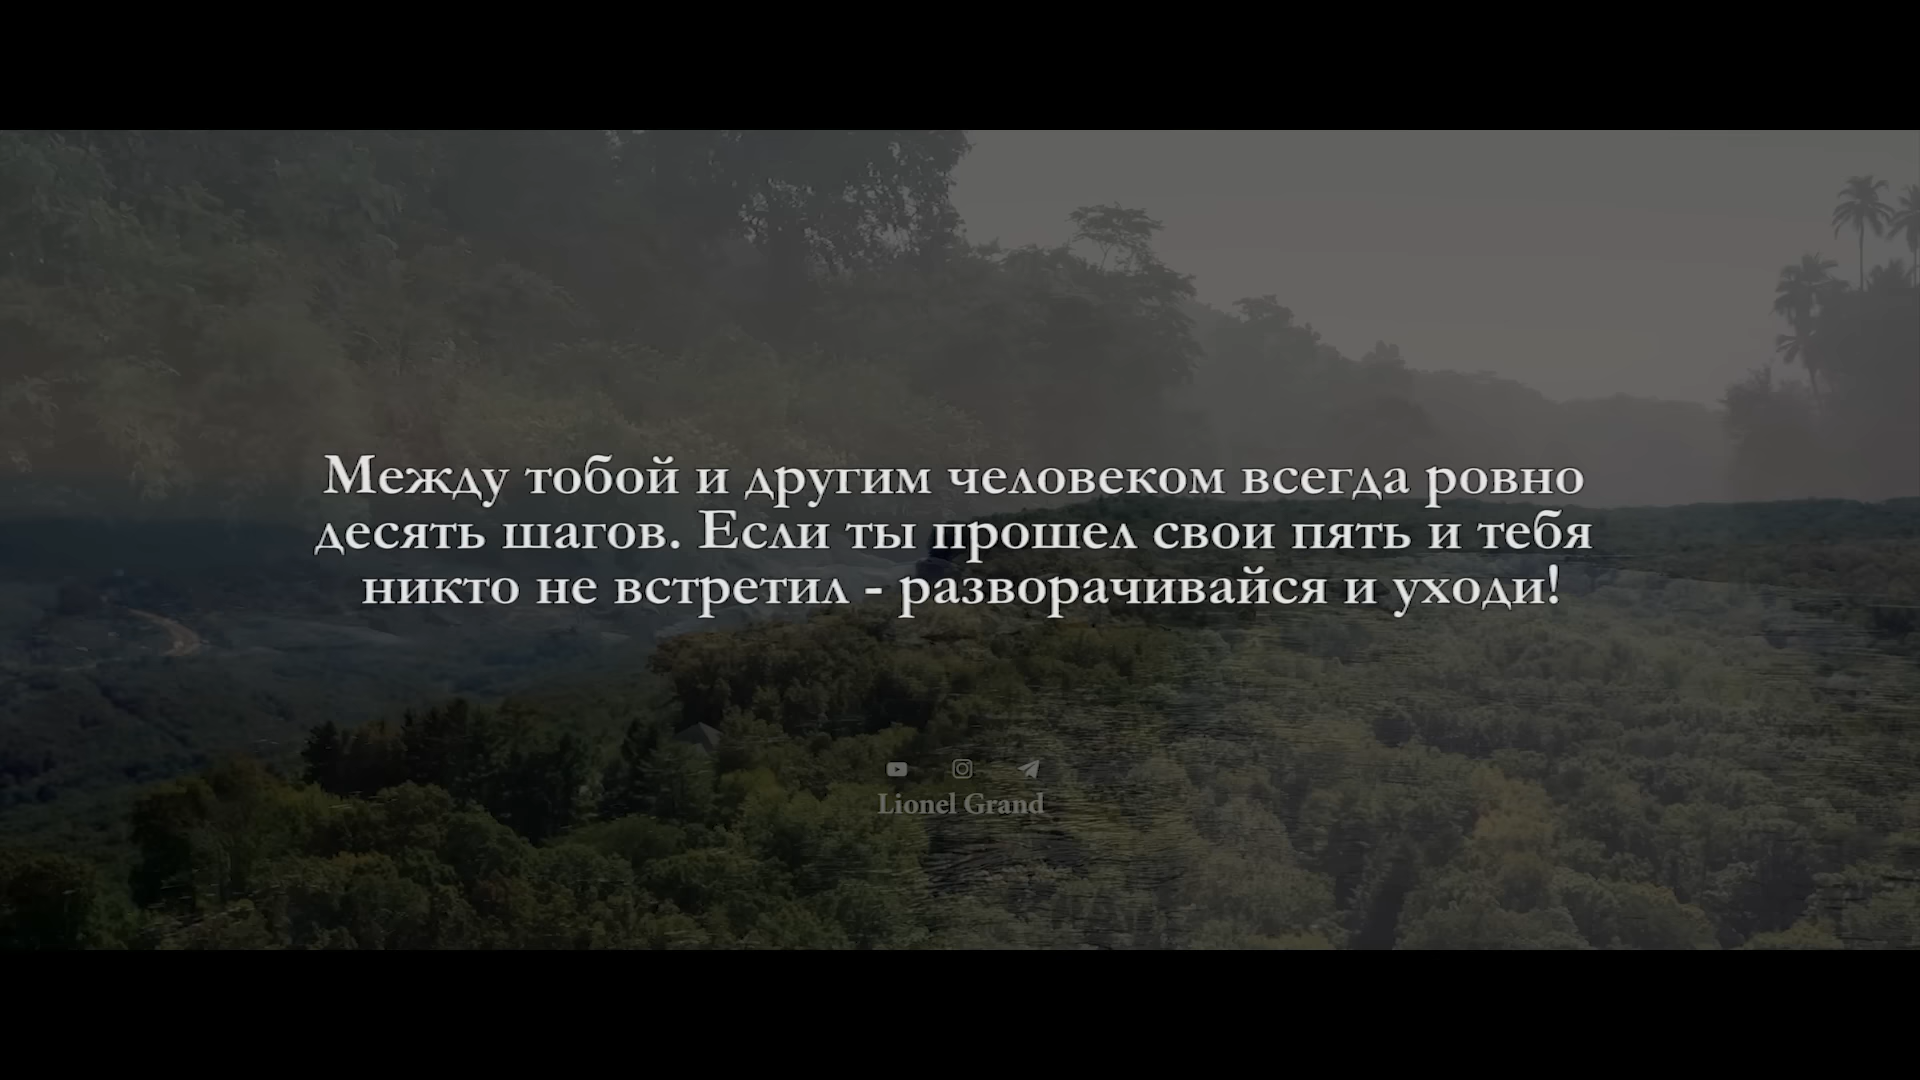 Между тобой и другим человеком всегда ровно
десять шагов. Если ты прошел свои пять и тебя
никто не встретил - разворачивайся и уходи!
Lionel Grand